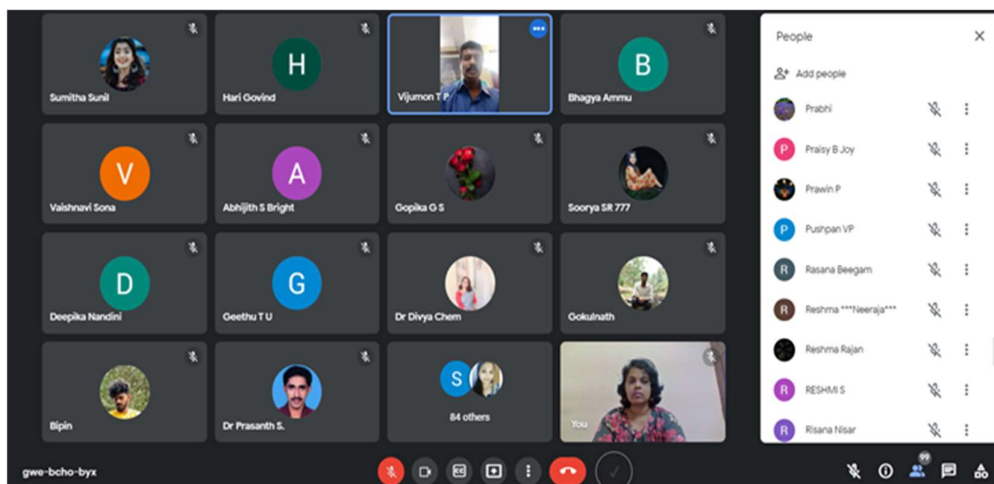 Sumitha Sunil
H
Hari Govind
Vijumon T P
B
Bhagya Ammu
V
Vaishnavi Sona
A
Abhijith S Bright
Gopika G S
Soorya SR 777
D
Deepika Nandini
G
Geethu T U
Dr Divya Chem
Gokulnath
Bipin
Dr Prasanth S.
S
84 others
You
People
Add people
Prabhi
P Praisy B Joy
Prawin P
P Pushpan VP
R Rasana Beegam
R Reshma ***Neeraja***
Reshma Rajan
R RESHMI S
R Risana Nisar
gwe-bcho-byx
CC
99